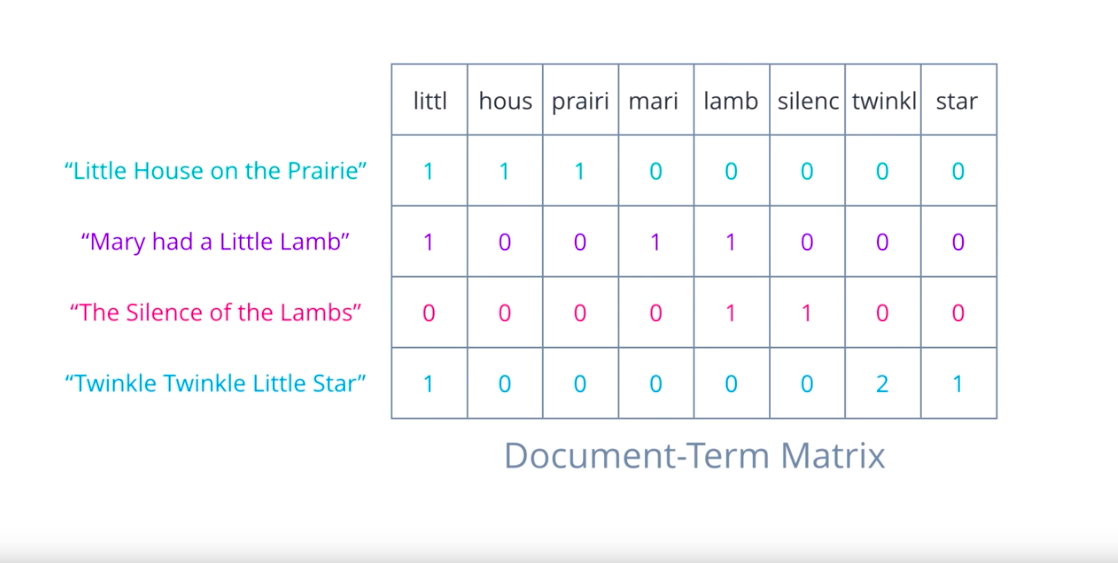 littl hous prairi mari lamb silenc twinkl star
“Little House on the Prairie” 1 1 1 0 0 0 0 0
“Mary had a Little Lamb” 1 0 0 1 1 0 0 0
“The Silence of the Lambs” 0 0 0 0 1 1 0 0
“Twinkle Twinkle Little Star” 1 0 0 0 0 0 2 1
Document-Term Matrix